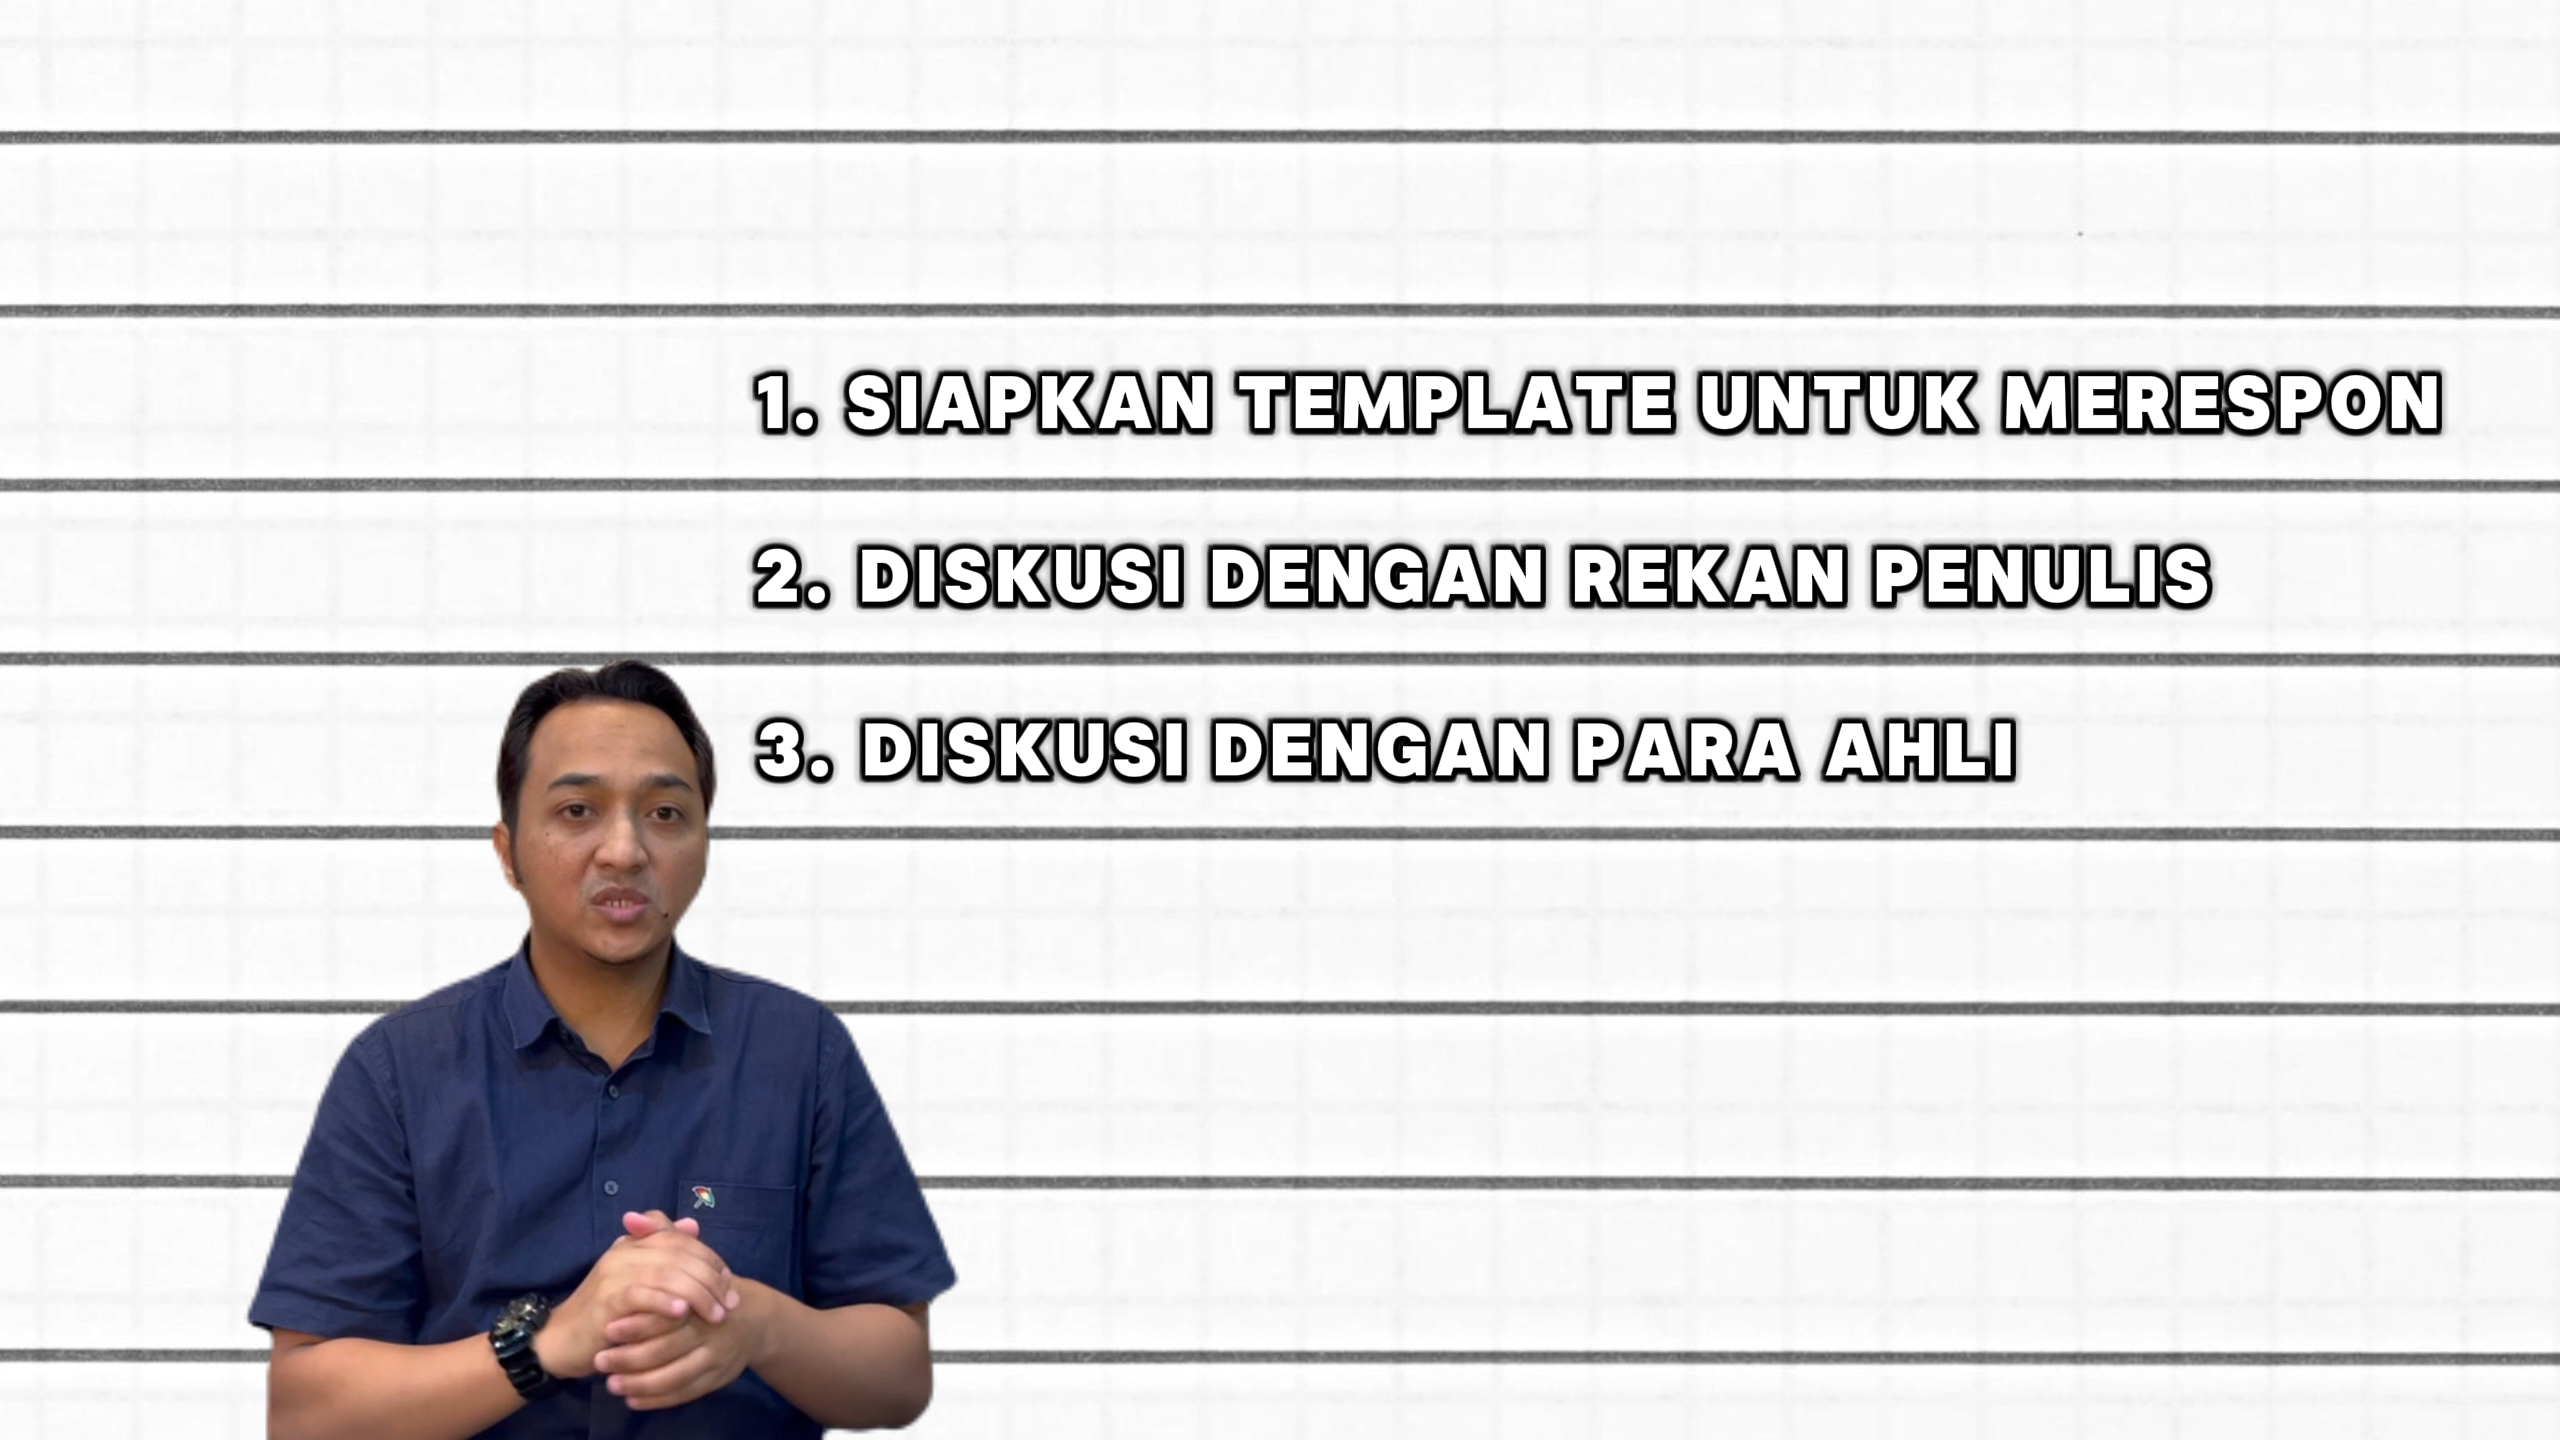 1. SIAPKAN TEMPLATE UNTUK MERESPON
2. DISKUSI DENGAN REKAN PENULIS
3. DISKUSI DENGAN PARA AHLI